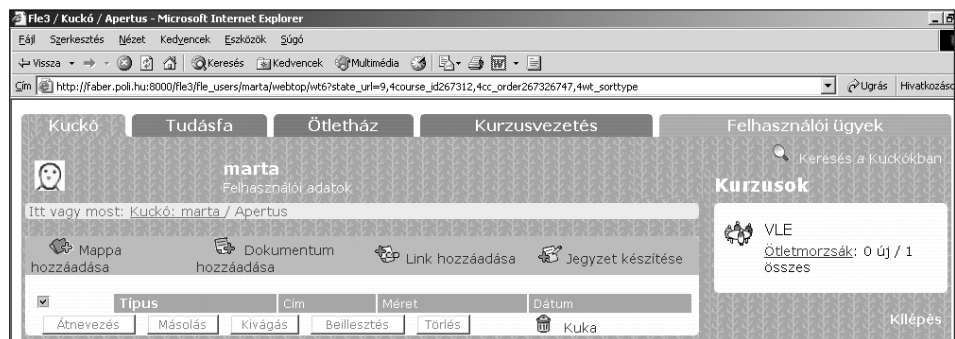 Fle3 / Kuckó / Apertus - Microsoft Internet Explorer
Fájl Szerkesztés Nézet Kedvencek Eszközök Súgó
Vissza Keresés Kedvencek Multimédia
Cím http://faber.poli.hu:8000/fle3/fle_users/marta/webtop/wt6?state_url=9,4course_id267312,4cc_order267326747,4wt_sorttype Ugrás Hivatkozáso
Kuckó Tudásfa Ötletház Kurzusvezetés Felhasználói ügyek
Keresés a Kuckókban
marta
Felhasználói adatok
Kurzusok
Itt vagy most: Kuckó: marta / Apertus
VLE
Ötletmorzsák: 0 új / 1
összes
Mappa
hozzáadása
Dokumentum
hozzáadása
Link hozzáadása
Jegyzet készítése
Típus Cím Méret Dátum
Átnevezés Másolás Kivágás Beillesztés Törlés Kuka
Kilépés